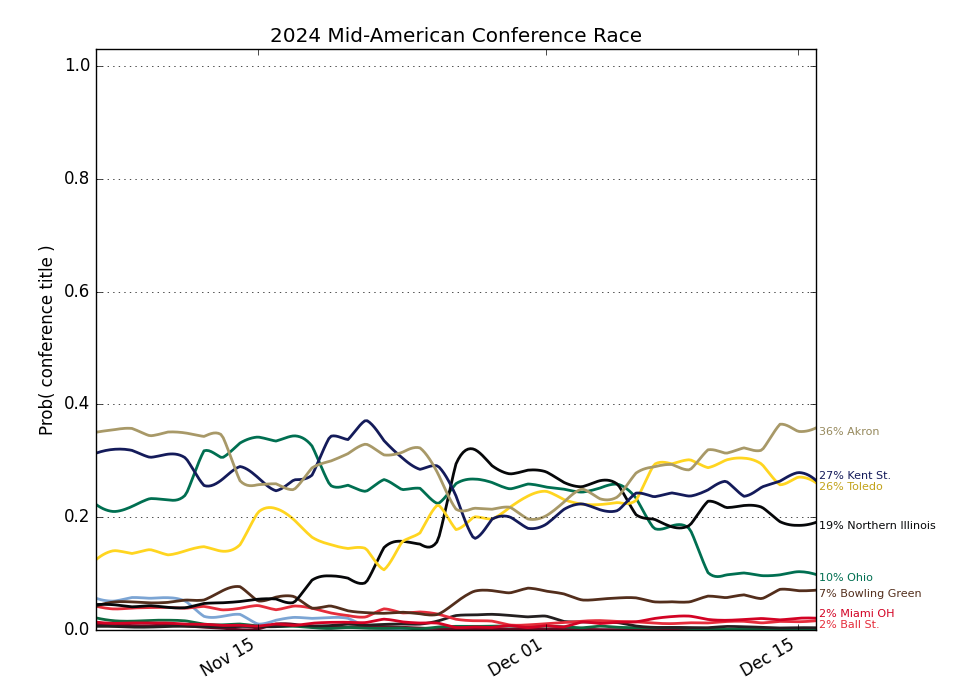 2024 Mid-American Conference Race
Prob( conference title )
1.0
0.8
0.6
0.4
0.2
0.0
Nov 15
Dec 01
Dec 15
36% Akron
27% Kent St.
26% Toledo
19% Northern Illinois
10% Ohio
7% Bowling Green
2% Miami OH
2% Ball St.